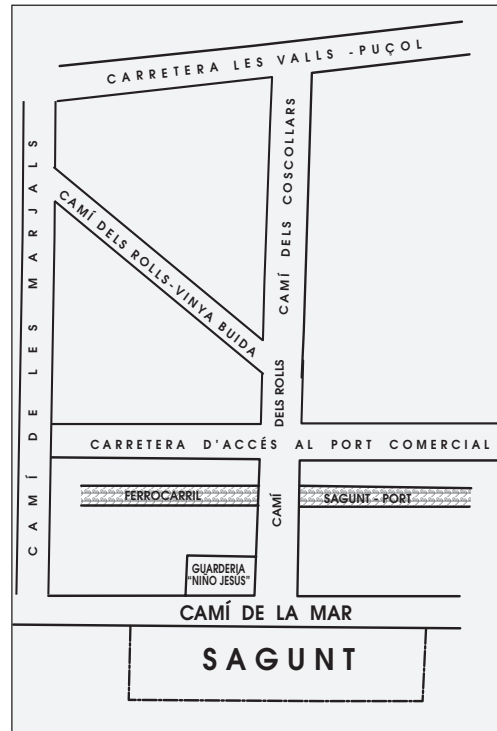 CARRETERA LES VALLS -PUÇOL
CAMÍ DE LES MARJALS
CAMÍ DELS COSCOLLARS
CAMÍ DELS ROLLS-VINYA BUIDA
CAMÍ DELS ROLLS
CARRETERA D'ACCÉS AL PORT COMERCIAL
FERROCARRIL SAGUNT - PORT
GUARDERIA
"NIÑO JESÚS"
CAMÍ DE LA MAR
SAGUNT